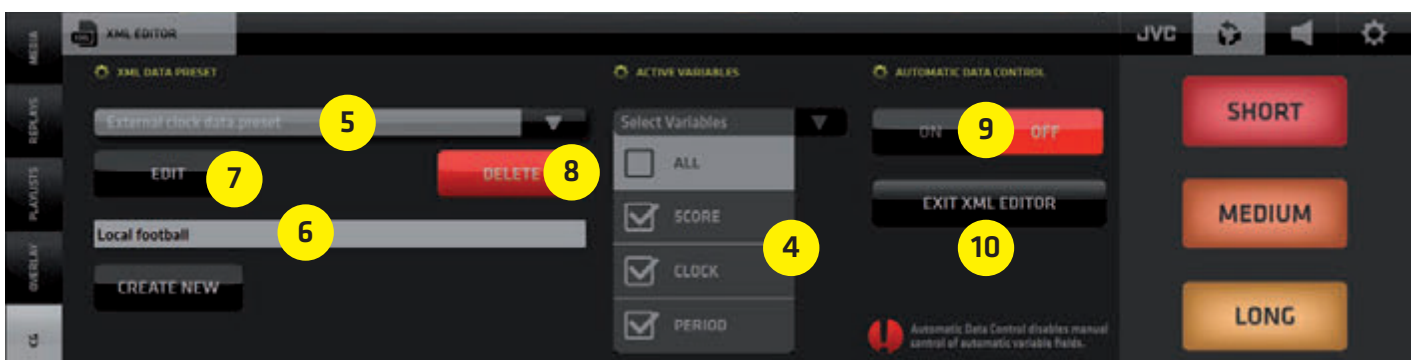 XML EDITOR
JVC
XML DATA PRESET
ACTIVE VARIABLES
AUTOMATIC DATA CONTROL
External clock data preset
5
Select Variables
ON
9
OFF
SHORT
EDIT
7
DELETE
8
ALL
EXIT XML EDITOR
10
SCORE
4
MEDIUM
Local football
6
CLOCK
CREATE NEW
PERIOD
Automatic Data Control disables manual
control of automatic variable fields.
LONG
MEDIA
REPLAYS
PLAYLISTS
OVERLAY
CG
XML